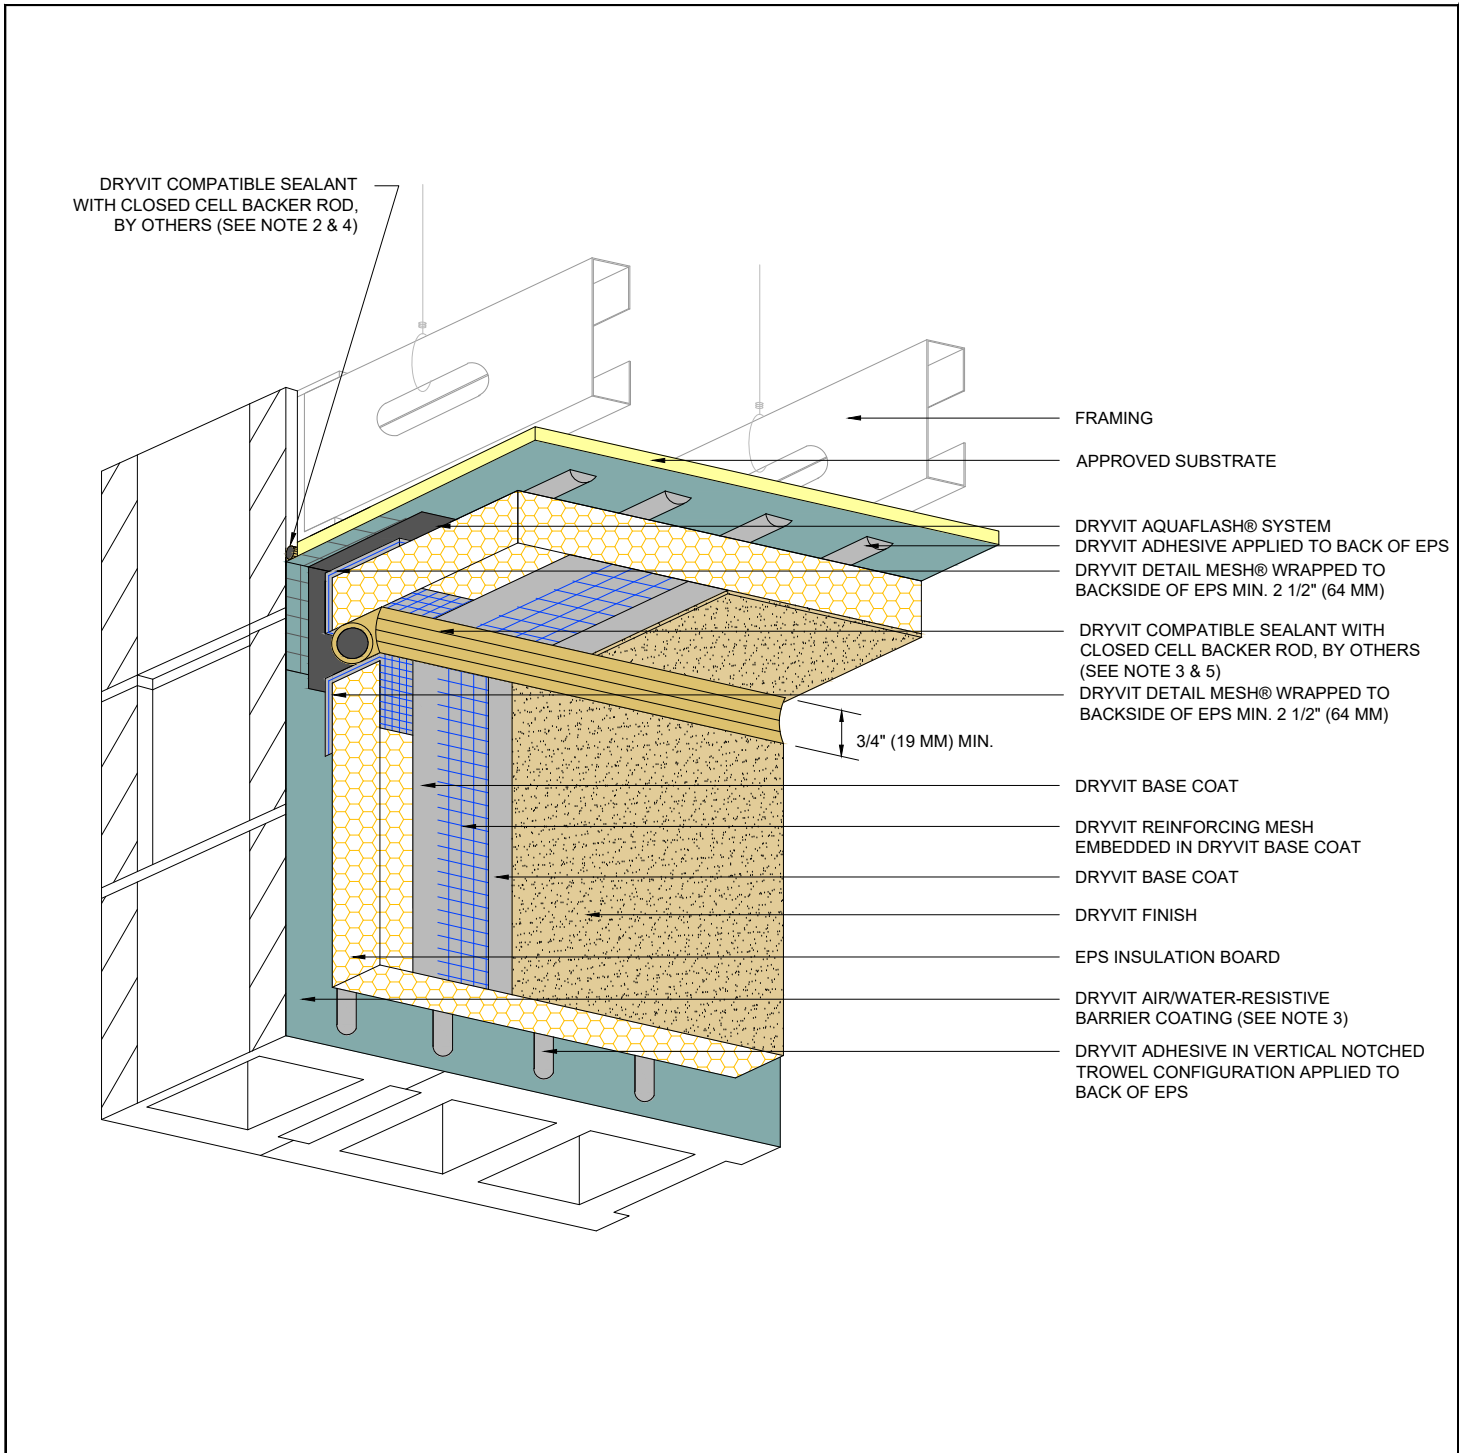 DRYVIT COMPATIBLE SEALANT
WITH CLOSED CELL BACKER ROD,
BY OTHERS (SEE NOTE 2 & 4)
FRAMING
APPROVED SUBSTRATE
DRYVIT AQUAFLASH® SYSTEM
DRYVIT ADHESIVE APPLIED TO BACK OF EPS
DRYVIT DETAIL MESH® WRAPPED TO
BACKSIDE OF EPS MIN. 2 1/2" (64 MM)
DRYVIT COMPATIBLE SEALANT WITH
CLOSED CELL BACKER ROD, BY OTHERS
(SEE NOTE 3 & 5)
DRYVIT DETAIL MESH® WRAPPED TO
BACKSIDE OF EPS MIN. 2 1/2" (64 MM)
3/4" (19 MM) MIN.
DRYVIT BASE COAT
DRYVIT REINFORCING MESH
EMBEDDED IN DRYVIT BASE COAT
DRYVIT BASE COAT
DRYVIT FINISH
EPS INSULATION BOARD
DRYVIT AIR/WATER-RESISTIVE
BARRIER COATING (SEE NOTE 3)
DRYVIT ADHESIVE IN VERTICAL NOTCHED
TROWEL CONFIGURATION APPLIED TO
BACK OF EPS